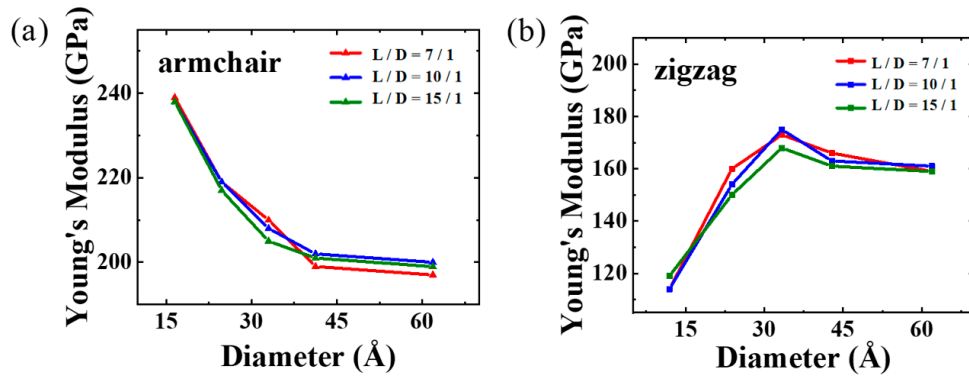 (a)
armchair
L / D = 7 / 1
L / D = 10 / 1
L / D = 15 / 1
Young's Modulus (GPa)
240
220
200
15 30 45 60
Diameter (Å)
(b)
zigzag
L / D = 7 / 1
L / D = 10 / 1
L / D = 15 / 1
Young's Modulus (GPa)
200
180
160
140
120
15 30 45 60
Diameter (Å)